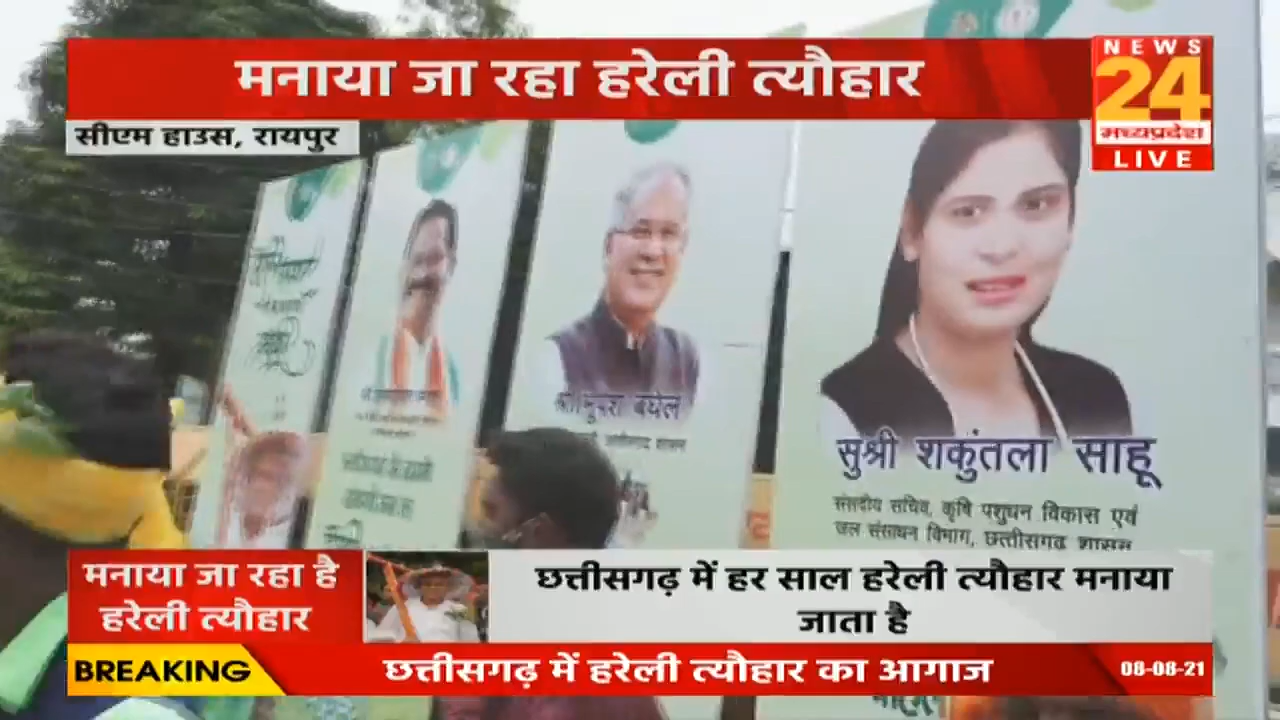 मनाया जा रहा हरेली त्यौहार
NEWS
24
मध्यप्रदेश
LIVE
सीएम हाउस, रायपुर
श्री भूपेश बघेल
सुश्री शकुंतला साहू
संसदीय सचिव, कृषि पशुधन विकास एवं
जल संसाधन विभाग, छत्तीसगढ़ शासन
मनाया जा रहा है
हरेली त्यौहार
छत्तीसगढ़ में हर साल हरेली त्यौहार मनाया
जाता है
BREAKING
छत्तीसगढ़ में हरेली त्यौहार का आगाज
08-08-21